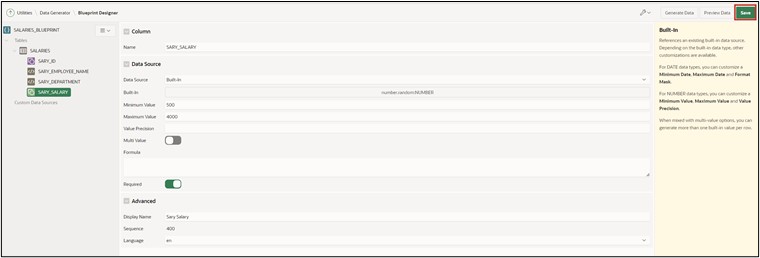 Utilities
Data Generator
Blueprint Designer
Generate Data
Preview Data
Save
SALARIES_BLUEPRINT
Tables
SALARIES
SARY_ID
SARY_EMPLOYEE_NAME
SARY_DEPARTMENT
SARY_SALARY
Custom Data Sources
Column
Name SARY_SALARY
Data Source
Data Source Built-In
Built-In number.random:NUMBER
Minimum Value 500
Maximum Value 4000
Value Precision
Multi Value
Formula
Required
Advanced
Display Name Sary Salary
Sequence 400
Language en
Built-In
References an existing built-in data source.
Depending on the built-in data type, other
customizations are available.
For DATE data types, you can customize a
Minimum Date, Maximum Date and Format
Mask.
For NUMBER data types, you can customize a
Minimum Value, Maximum Value and Value
Precision.
When mixed with multi-value options, you can
generate more than one built-in value per row.